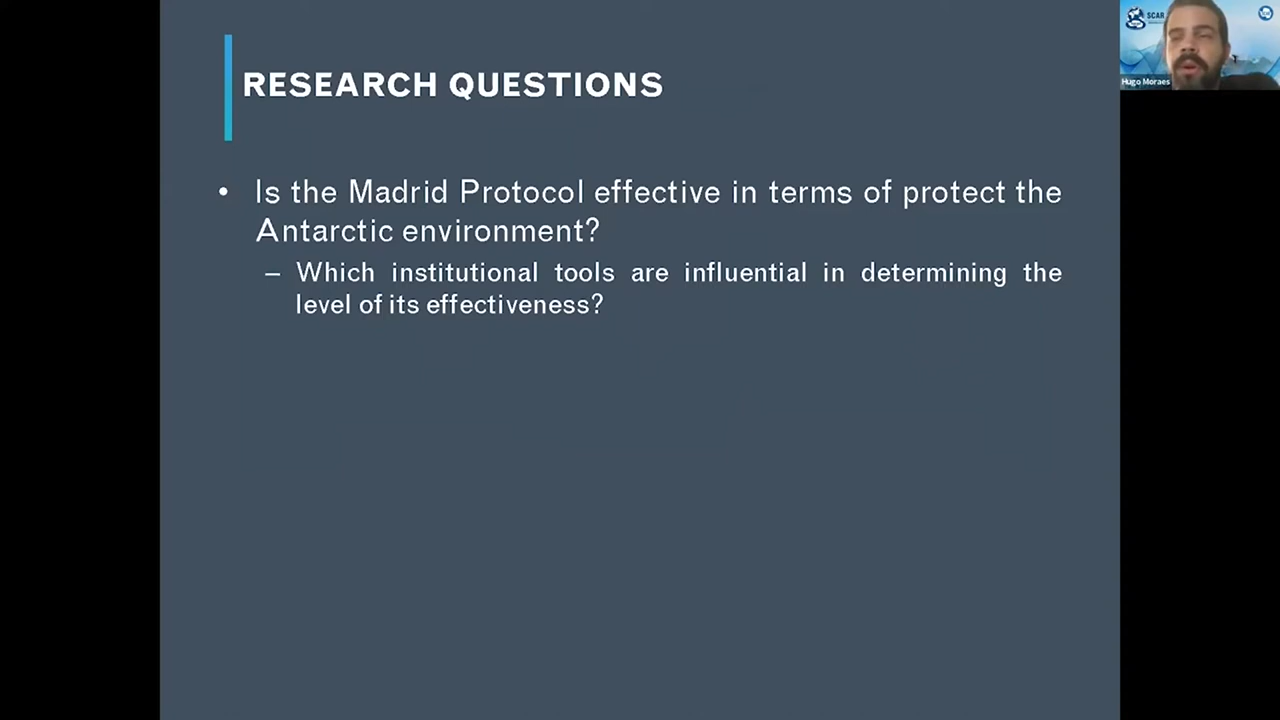 RESEARCH QUESTIONS
• Is the Madrid Protocol effective in terms of protect the
Antarctic environment?
– Which institutional tools are influential in determining the
level of its effectiveness?
SCAR
Hugo Moraes